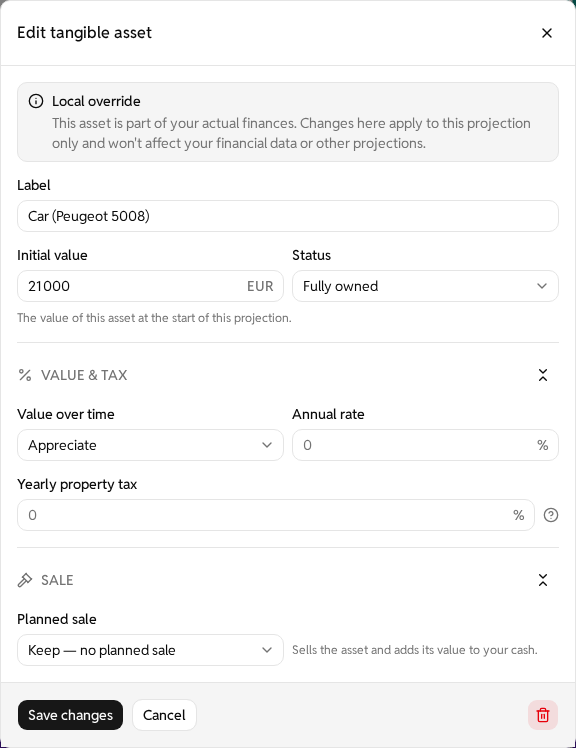 Edit tangible asset
Local override
This asset is part of your actual finances. Changes here apply to this projection
only and won't affect your financial data or other projections.
Label
Car (Peugeot 5008)
Initial value
Status
21000 EUR
Fully owned
The value of this asset at the start of this projection.
VALUE & TAX
Value over time
Annual rate
Appreciate
0 %
Yearly property tax
0 %
SALE
Planned sale
Keep — no planned sale
Sells the asset and adds its value to your cash.
Save changes
Cancel